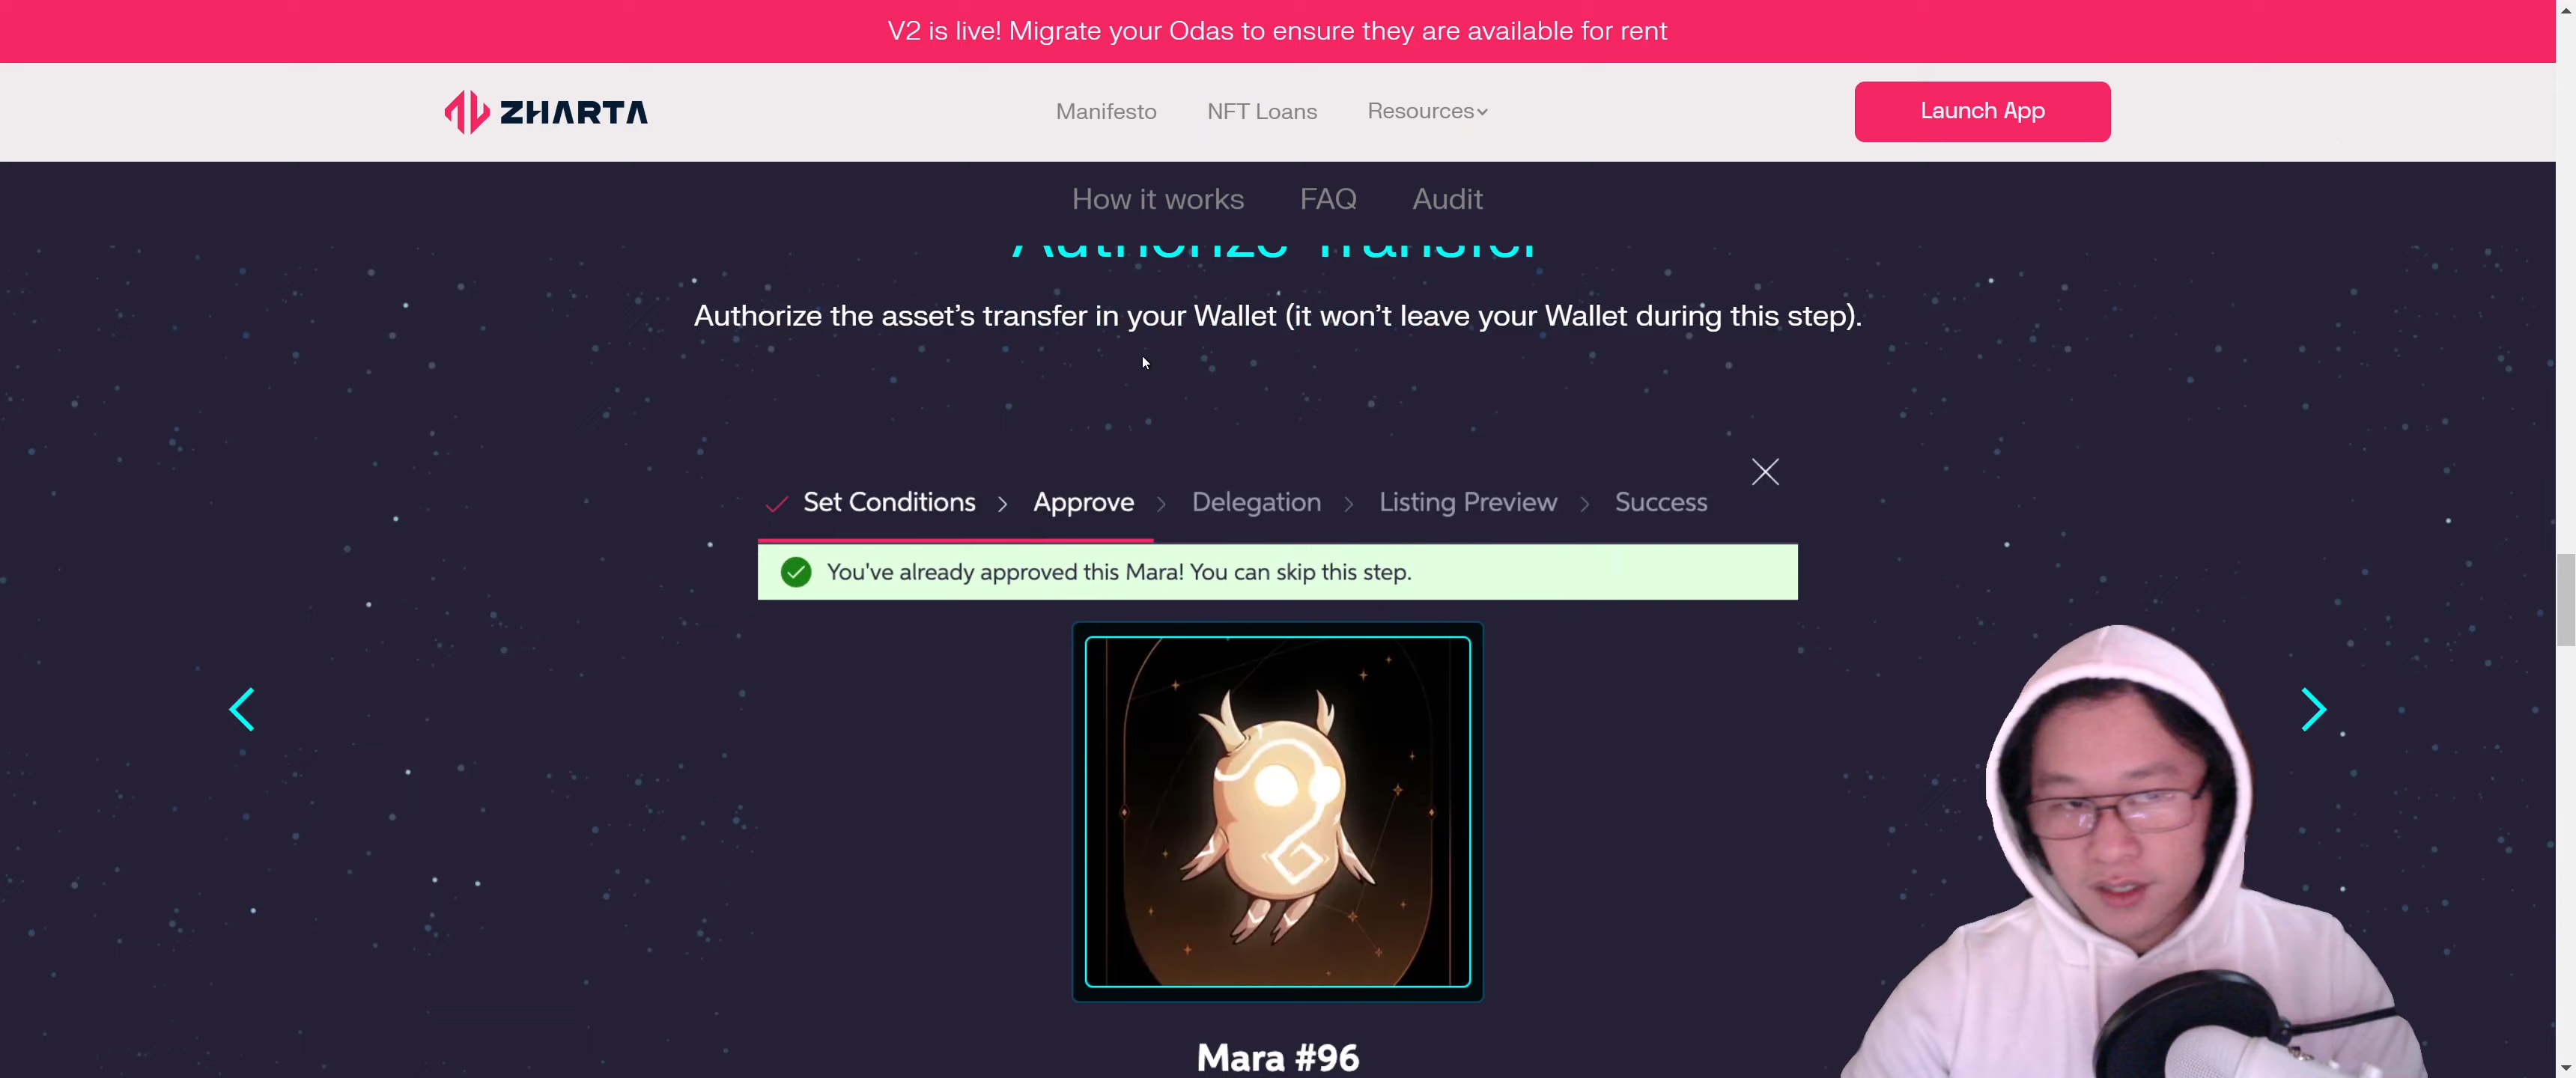 V2 is live! Migrate your Odas to ensure they are available for rent
ZHARTA
Manifesto
NFT Loans
Resources
Launch App
How it works
FAQ
Audit
Authorize Transfer
Authorize the asset’s transfer in your Wallet (it won’t leave your Wallet during this step).
Set Conditions
Approve
Delegation
Listing Preview
Success
You've already approved this Mara! You can skip this step.
Mara #96